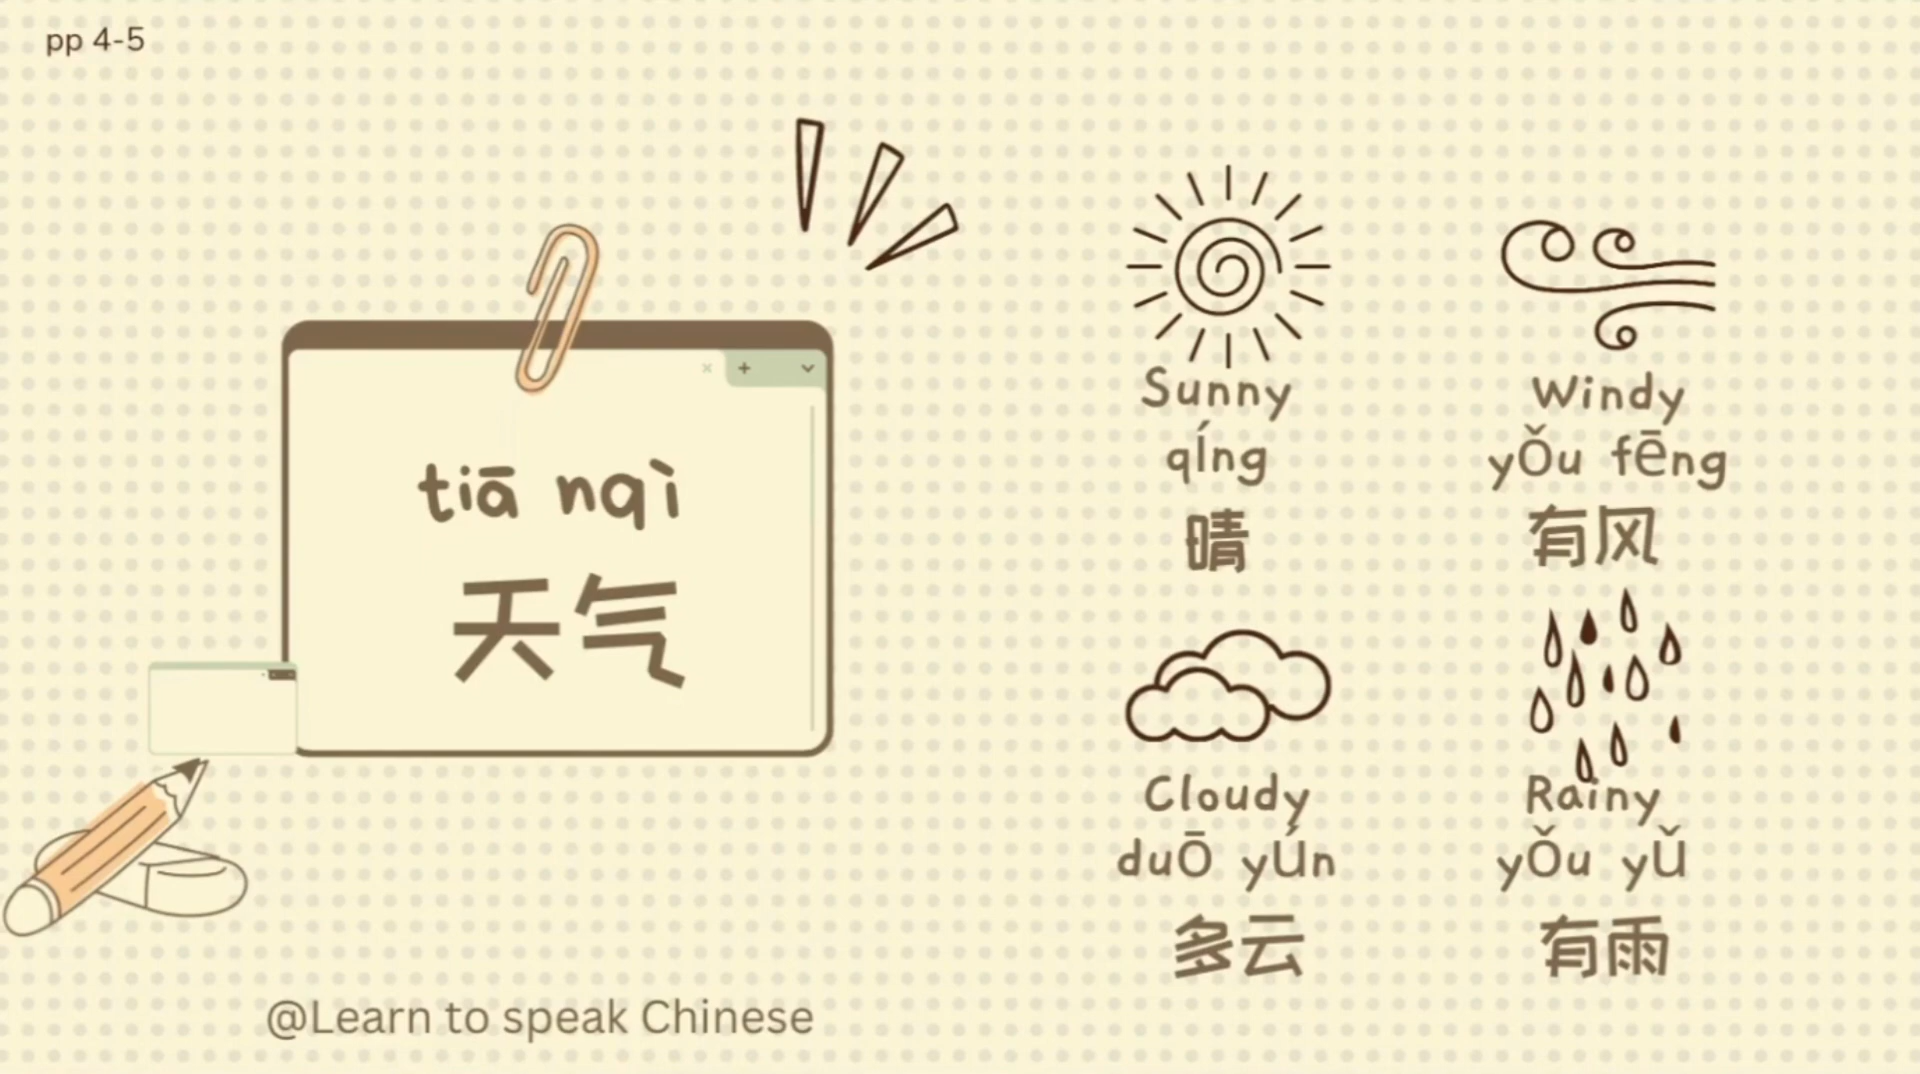 pp 4-5
tiā nqì
天气
Sunny
qíng
晴
Windy
yǒu fēng
有风
Cloudy
duō yún
多云
Rainy
yǒu yǔ
有雨
@Learn to speak Chinese